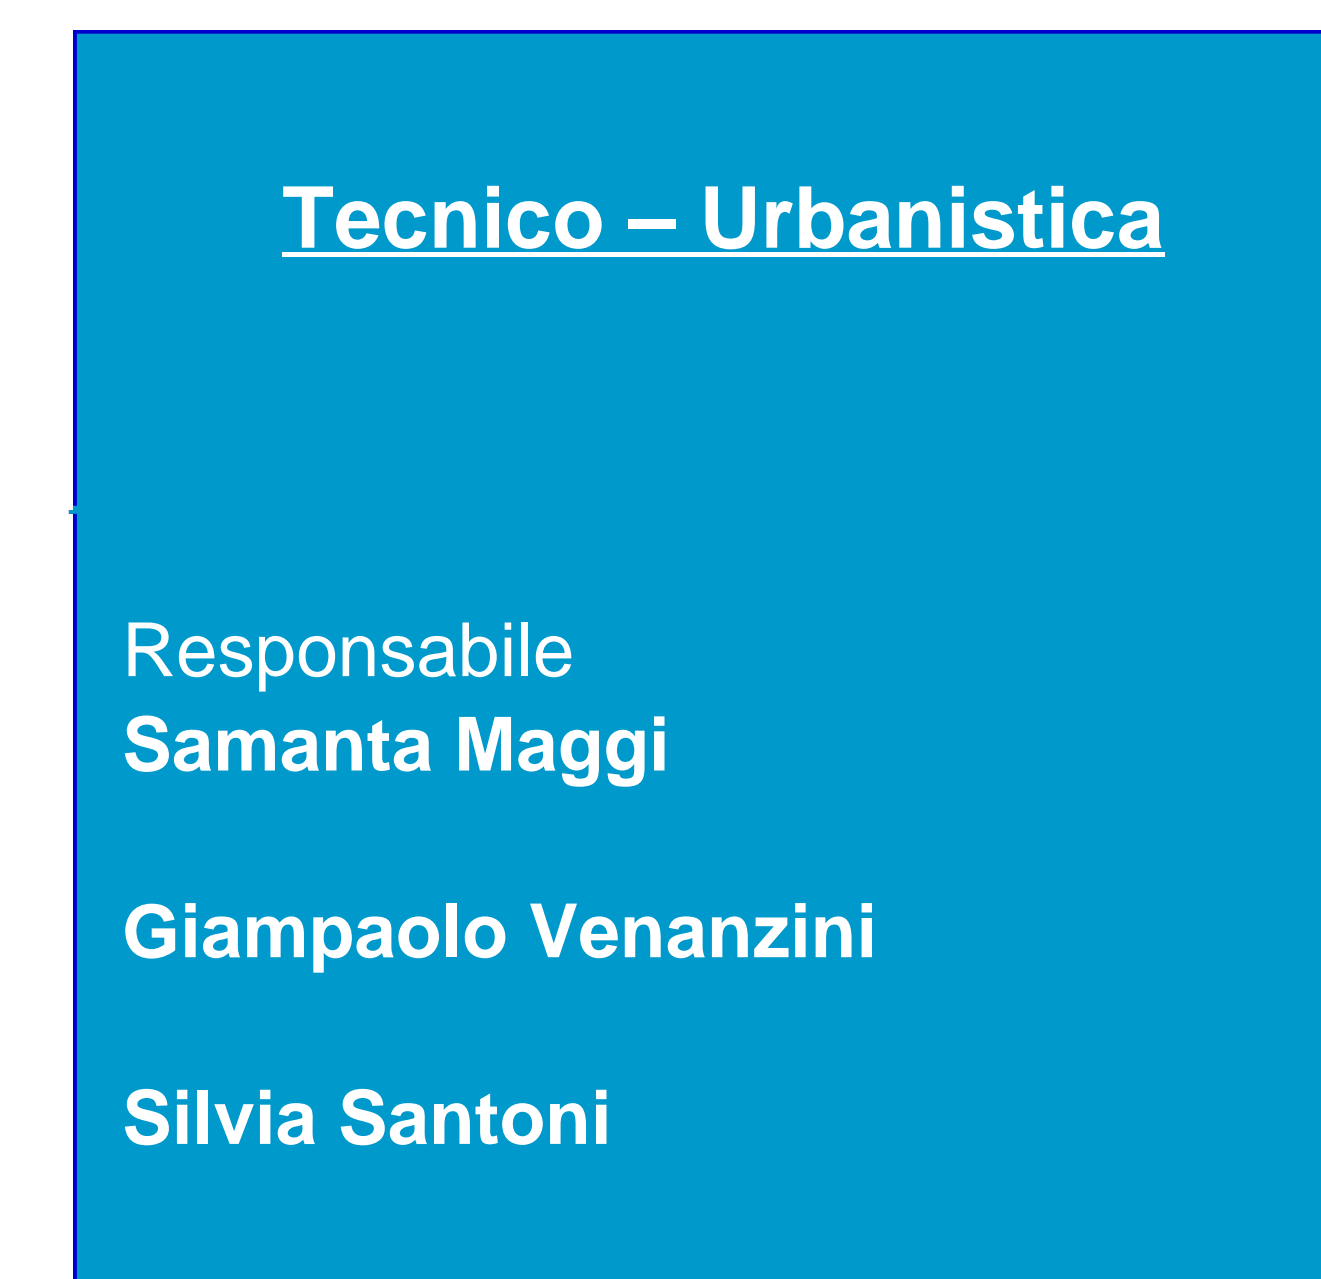 Tecnico – Urbanistica
Responsabile
Samanta Maggi
Giampaolo Venanzini
Silvia Santoni